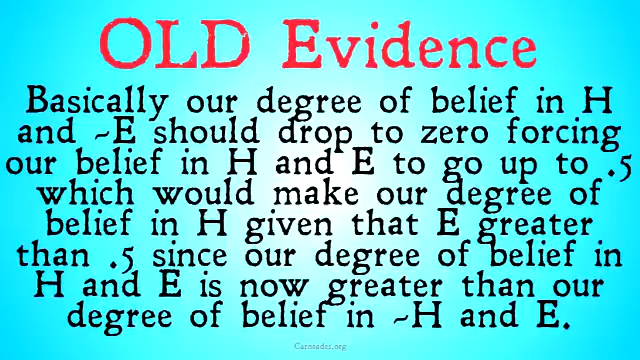 OLD Evidence
Basically our degree of belief in H
and ~E should drop to zero forcing
our belief in H and E to go up to .5
which would make our degree of
belief in H given that E greater
than .5 since our degree of belief in
H and E is now greater than our
degree of belief in ~H and E.
Carneades.org